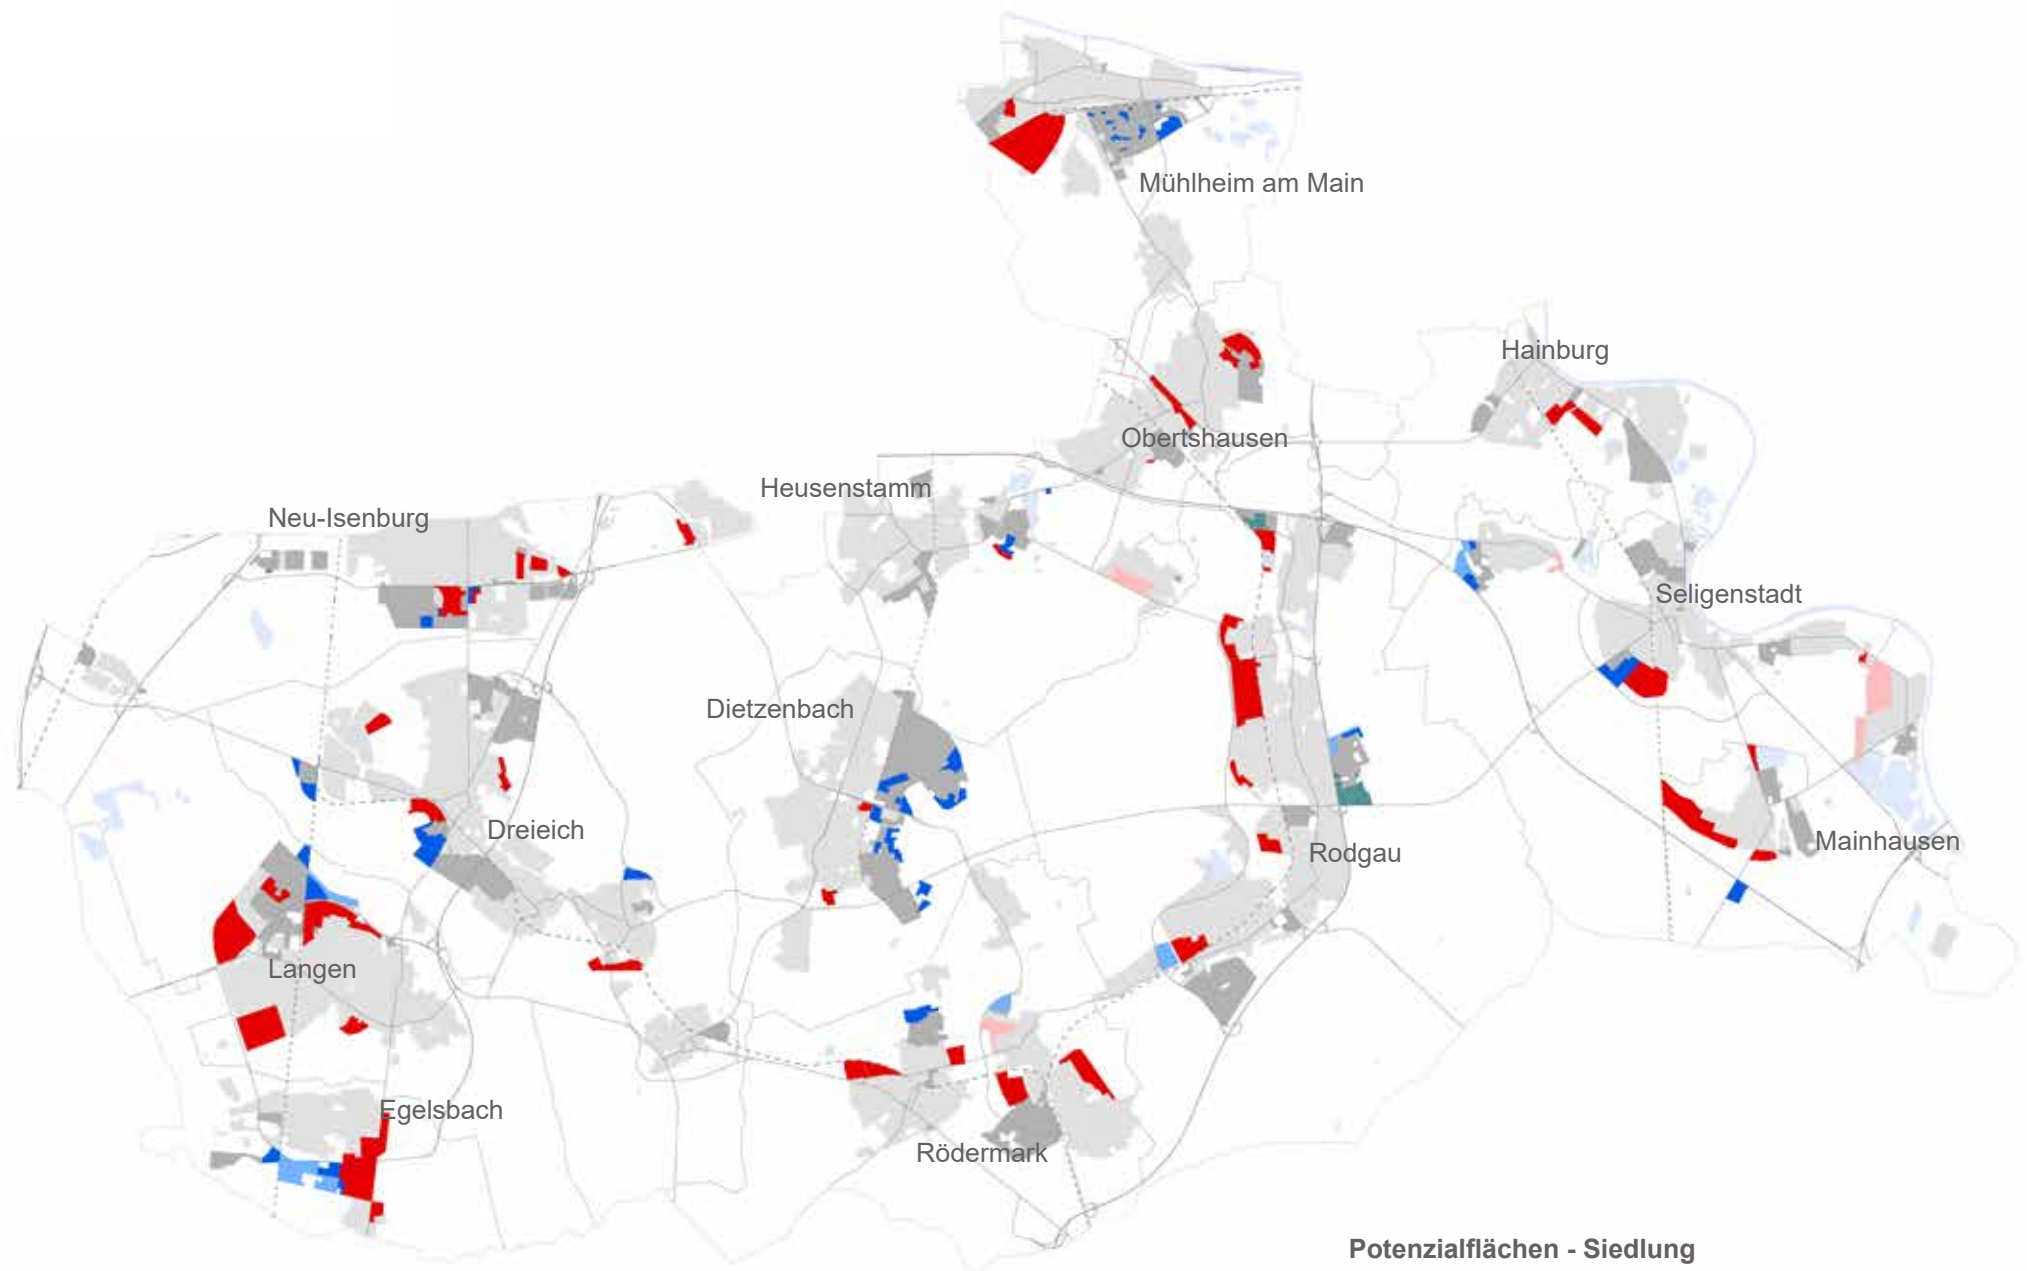 Mühlheim am Main
Hainburg
Obertshausen
Heusenstamm
Neu-Isenburg
Seligenstadt
Dietzenbach
Dreieich
Mainhausen
Rodgau
Langen
Egelsbach
Rödermark
Potenzialflächen - Siedlung